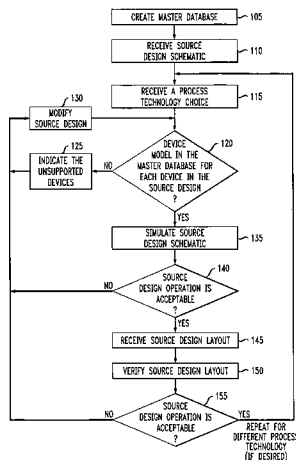 CREATE MASTER DATABASE
105
RECEIVE SOURCE
DESIGN SCHEMATIC
110
RECEIVE A PROCESS
TECHNOLOGY CHOICE
115
130
MODIFY
SOURCE DESIGN
125
INDICATE THE
UNSUPPORTED
DEVICES
NO
DEVICE
MODEL IN THE
MASTER DATABASE FOR
EACH DEVICE IN THE
SOURCE DESIGN
?
120
YES
SIMULATE SOURCE
DESIGN SCHEMATIC
135
NO
SOURCE
DESIGN OPERATION IS
ACCEPTABLE
?
140
YES
RECEIVE SOURCE DESIGN LAYOUT
145
VERIFY SOURCE DESIGN LAYOUT
150
NO
SOURCE
DESIGN OPERATION IS
ACCEPTABLE
?
155
YES
REPEAT FOR
DIFFERENT PROCESS
TECHNOLOGY
(IF DESIRED)